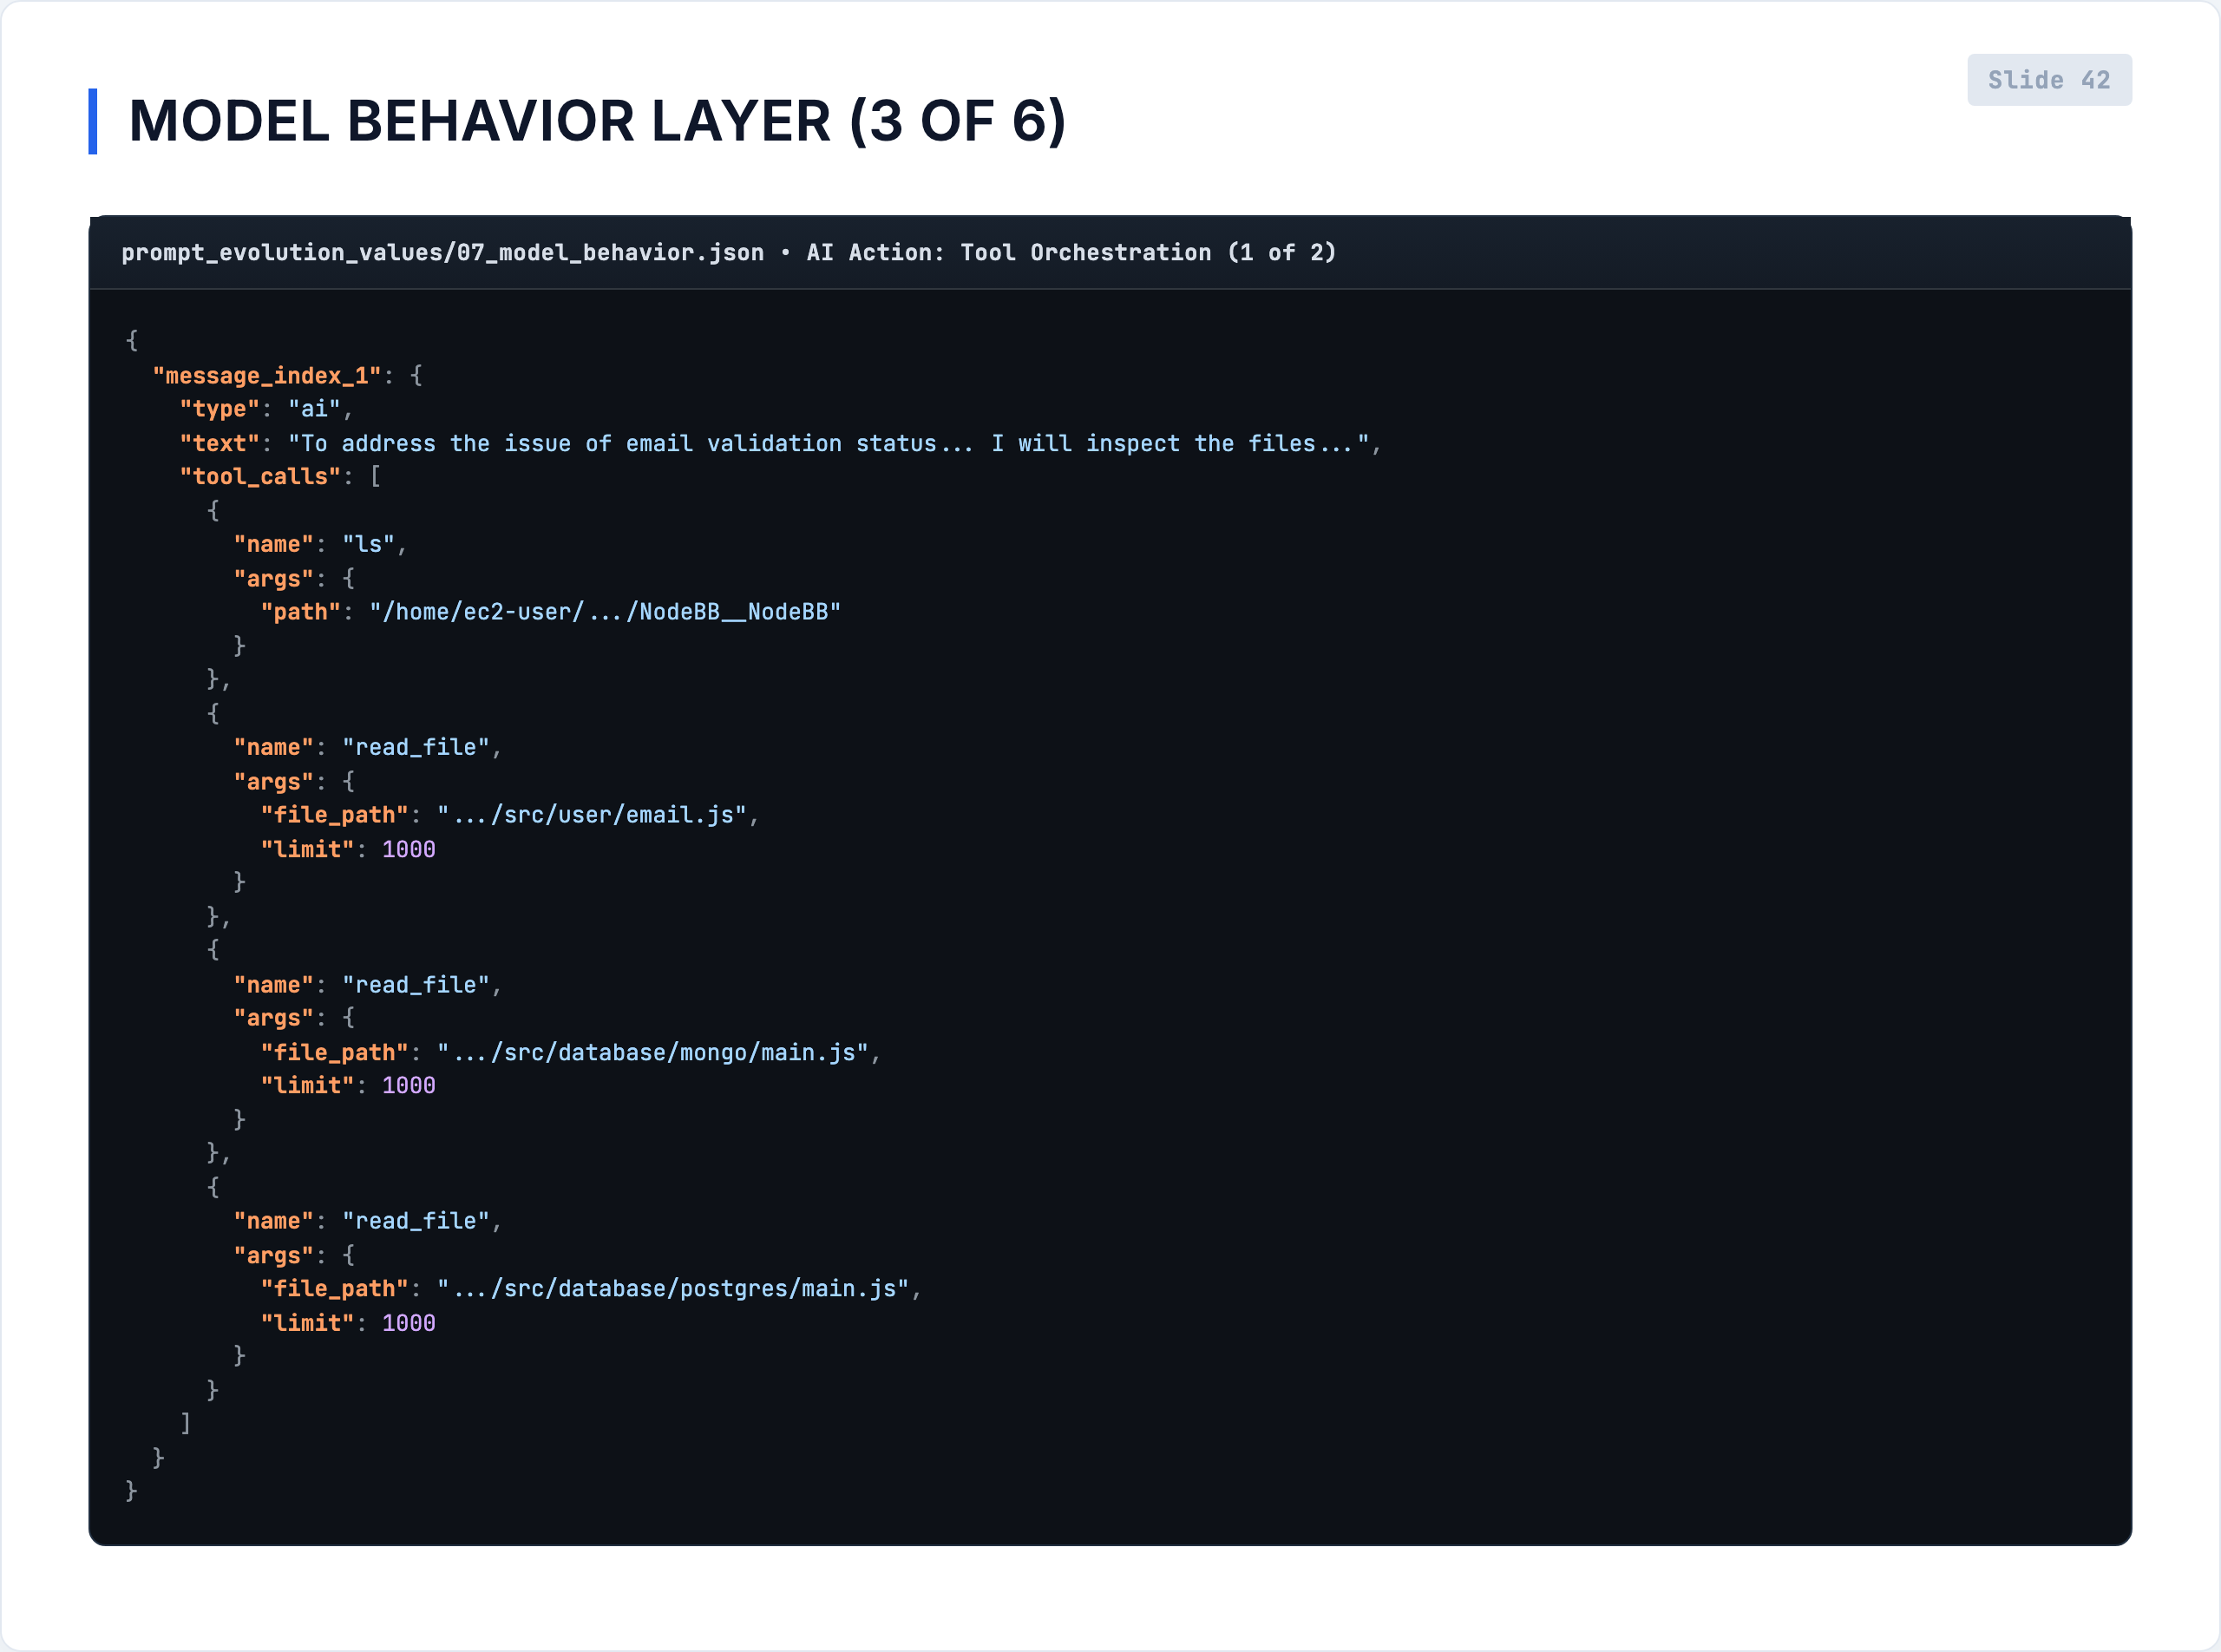 Slide 42
MODEL BEHAVIOR LAYER (3 OF 6)
prompt_evolution_values/07_model_behavior.json • AI Action: Tool Orchestration (1 of 2)
{
  "message_index_1": {
    "type": "ai",
    "text": "To address the issue of email validation status... I will inspect the files...",
    "tool_calls": [
      {
        "name": "ls",
        "args": {
          "path": "/home/ec2-user/.../NodeBB__NodeBB"
        }
      },
      {
        "name": "read_file",
        "args": {
          "file_path": ".../src/user/email.js",
          "limit": 1000
        }
      },
      {
        "name": "read_file",
        "args": {
          "file_path": ".../src/database/mongo/main.js",
          "limit": 1000
        }
      },
      {
        "name": "read_file",
        "args": {
          "file_path": ".../src/database/postgres/main.js",
          "limit": 1000
        }
      }
    ]
  }
}